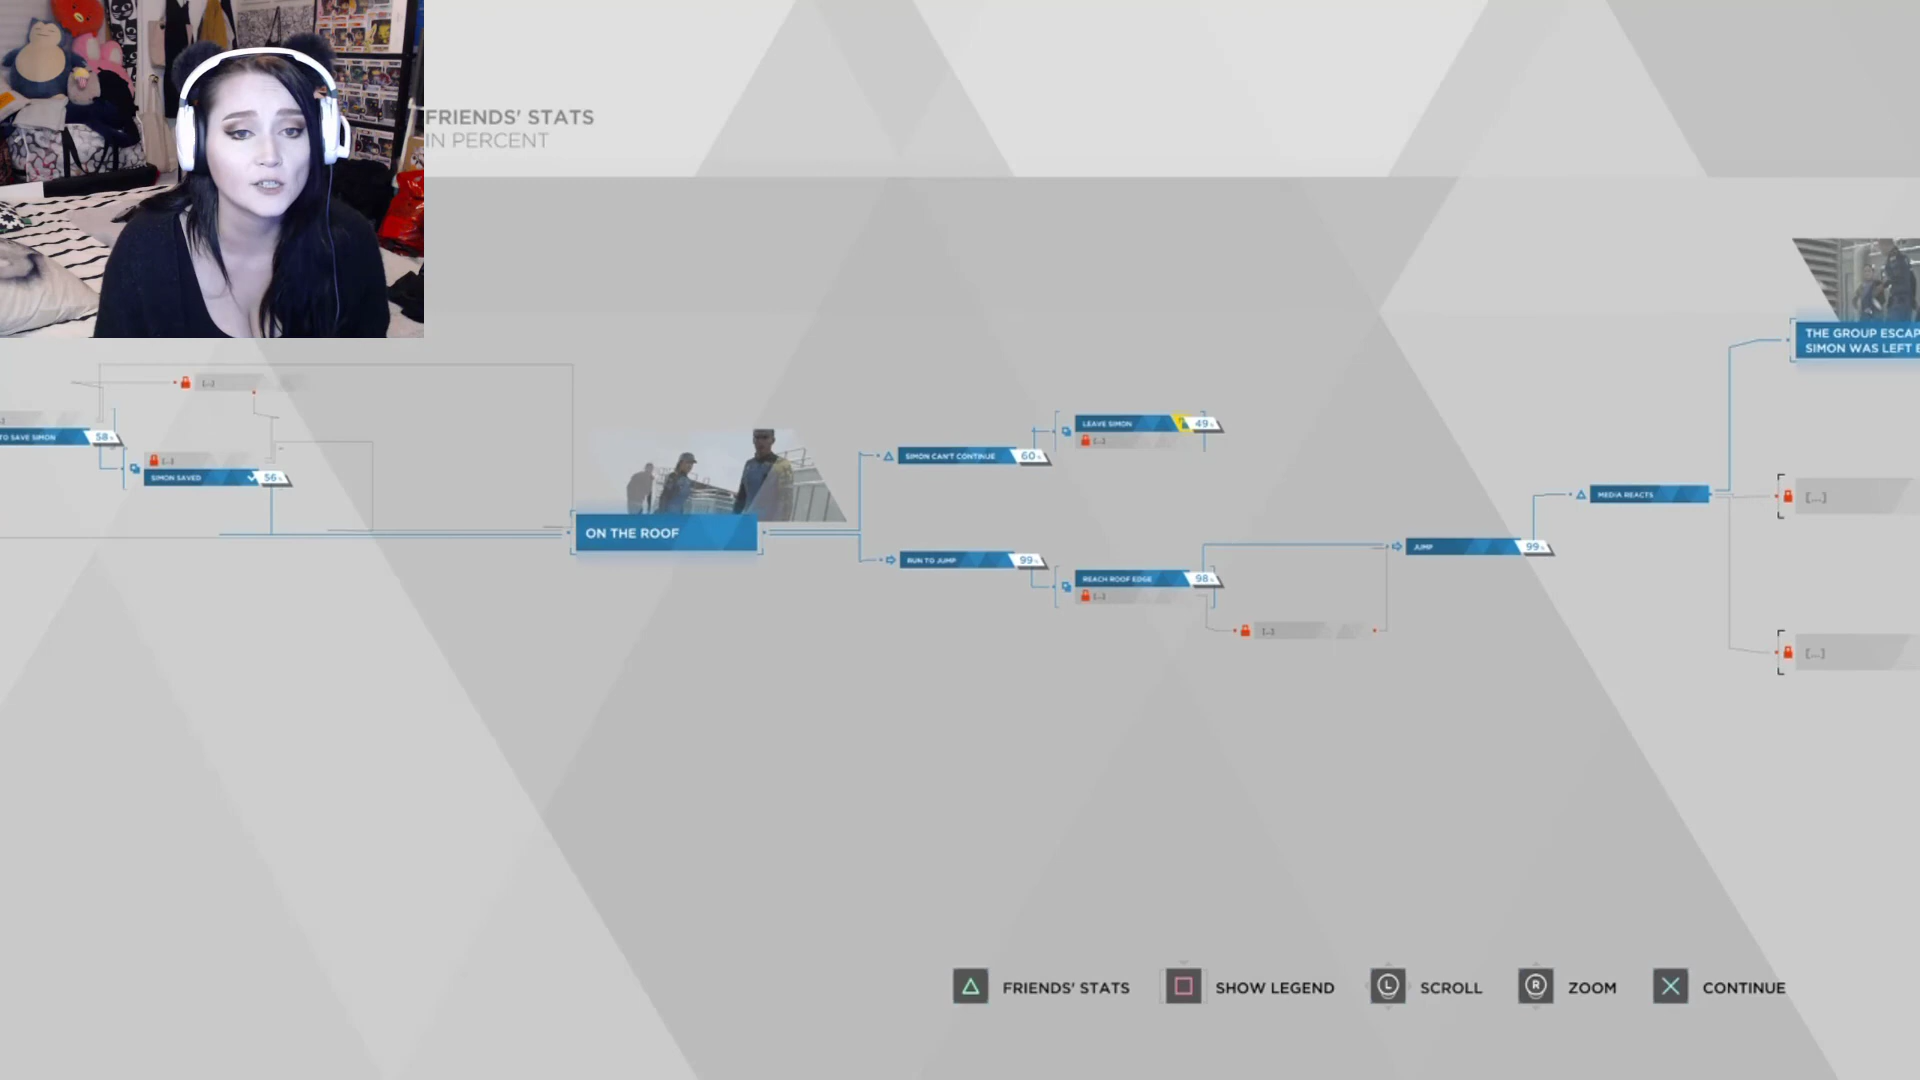 FRIENDS' STATS
IN PERCENT
THE GROUP ESCAP
SIMON WAS LEFT
[...]
TO SAVE SIMON 58%
[...]
SIMON SAVED 56%
ON THE ROOF
SIMON CAN'T CONTINUE 60%
LEAVE SIMON 49%
[...]
RUN TO JUMP 99%
REACH ROOF EDGE 98%
[...]
[...]
JUMP 99%
MEDIA REACTS
[...]
[...]
FRIENDS' STATS
SHOW LEGEND
L SCROLL
R ZOOM
CONTINUE